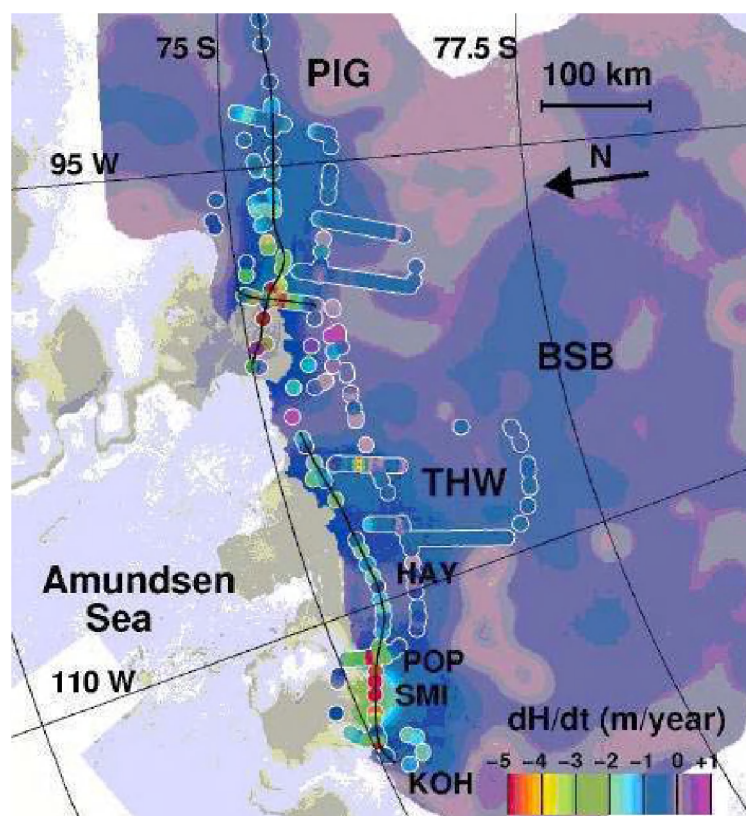 75 S
77.5 S
PIG
100 km
95 W
N
BSB
THW
HAY
Amundsen
Sea
POP
110 W
SMI
dH/dt (m/year)
-5 -4 -3 -2 -1 0 +1
KOH